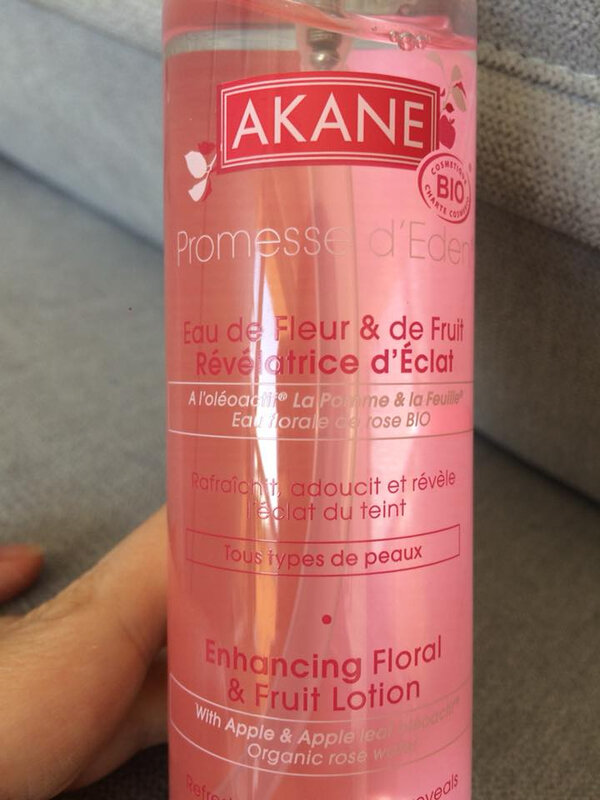 AKANE
COSMETIQUE
BIO
CHARTE COSME
Promesse d'Eden
Eau de Fleur & de Fruit
Révélatrice d'Éclat
A l'oléoactif® La Pomme & la Feuille®
Eau florale de rose BIO
Rafraîchit, adoucit et révèle
l'éclat du teint
Tous types de peaux
Enhancing Floral
& Fruit Lotion
With Apple & Apple leaf oléoactif®
Organic rose water